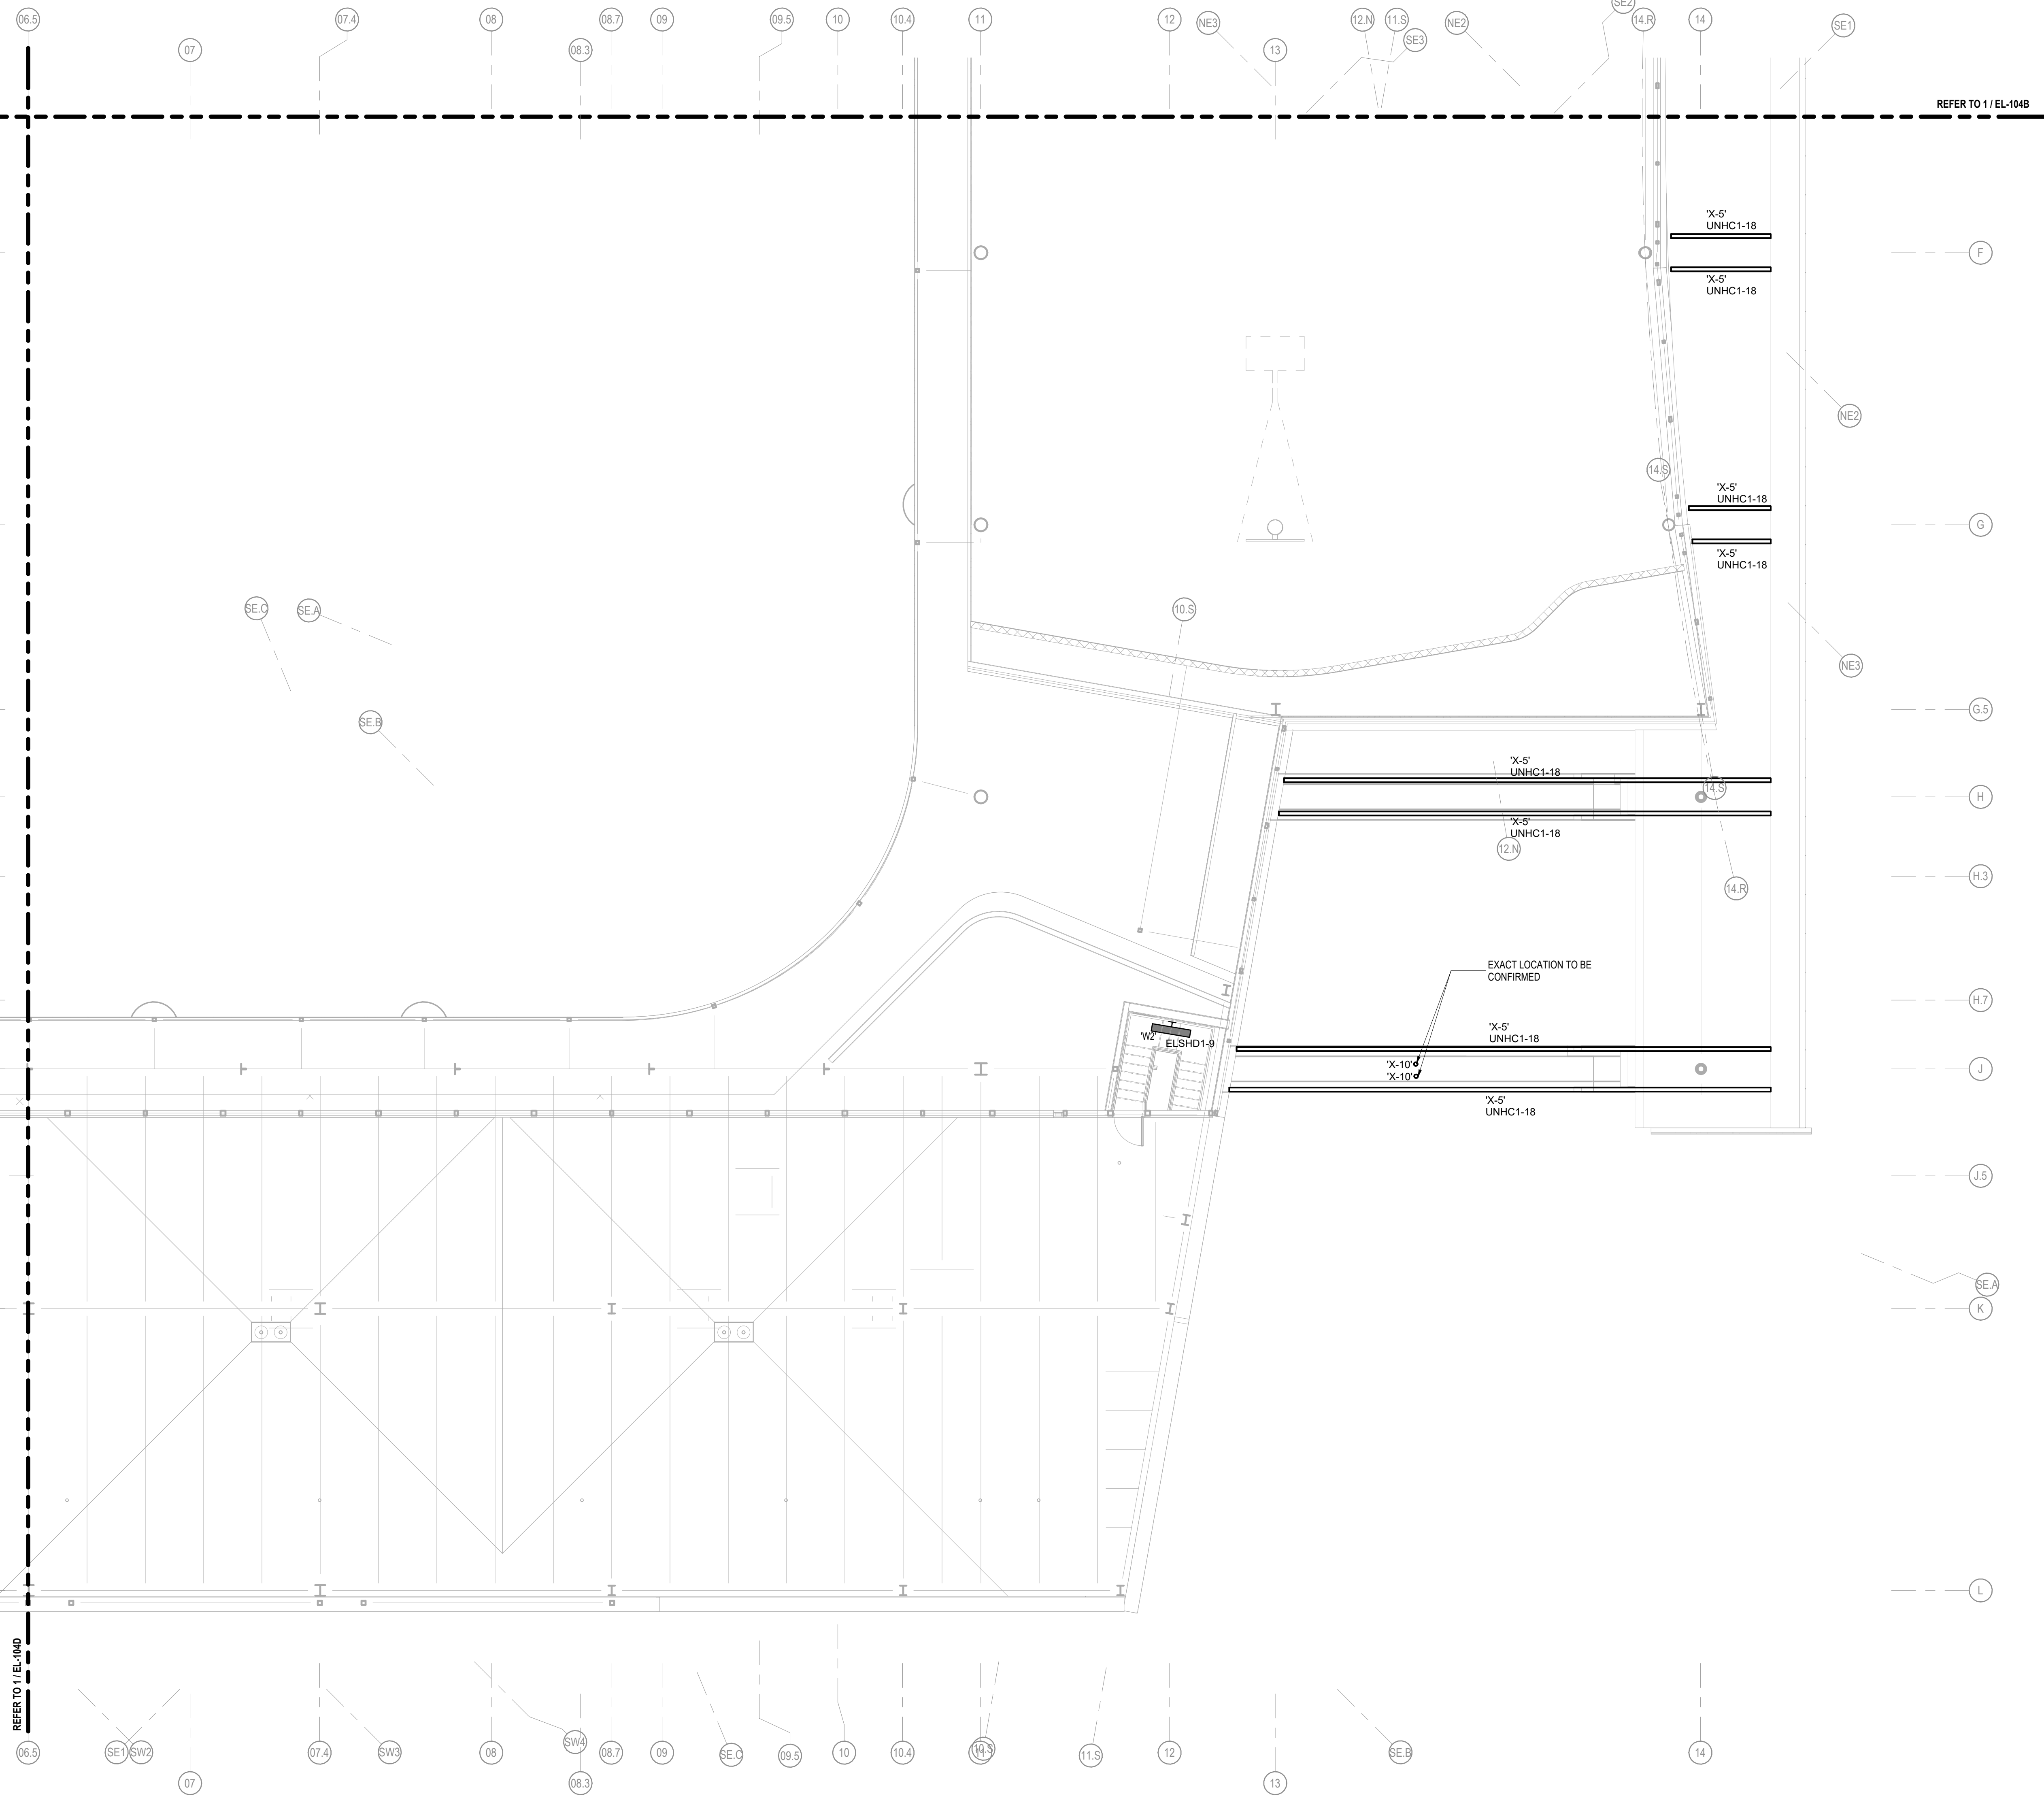 SE2
06.5
07.4
08
08.7
09
09.5
10
10.4
11
12
NE3
12.N
11.S
NE2
14.R
14
SE1
07
08.3
13
SE3
REFER TO 1 / EL-104B
'X-5'
UNHC1-18
F
'X-5'
UNHC1-18
NE2
14.S
'X-5'
UNHC1-18
G
'X-5'
UNHC1-18
SE.C
SE.A
10.S
NE3
SE.B
G.5
'X-5'
UNHC1-18
14.S
H
'X-5'
UNHC1-18
12.N
H.3
14.R
EXACT LOCATION TO BE
CONFIRMED
H.7
'X-5'
UNHC1-18
'W2'
ELSHD1-9
'X-10'
'X-10'
J
'X-5'
UNHC1-18
J.5
SE.A
K
L
REFER TO 1 / EL-104D
06.5
SE1
SW2
07.4
SW3
08
SW4
08.7
09
SE.C
09.5
10
10.4
11
10.S
11.S
12
SE.B
14
07
08.3
13